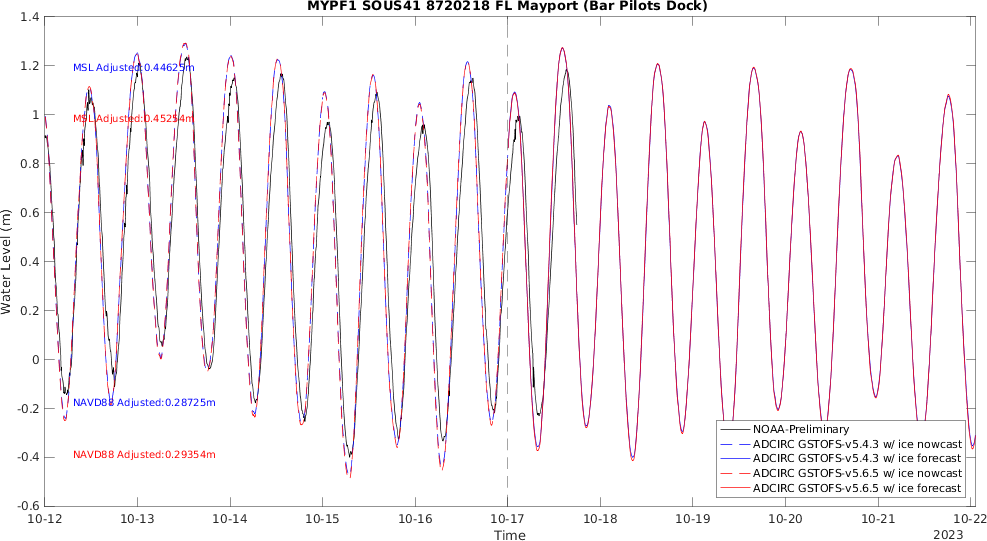 MYPF1 SOUS41 8720218 FL Mayport (Bar Pilots Dock)
1.4
1.2
1
0.8
0.6
0.4
0.2
0
-0.2
-0.4
-0.6
Water Level (m)
MSL Adjusted:0.44625m
MSL Adjusted:0.45254m
NAVD88 Adjusted:0.28725m
NAVD88 Adjusted:0.29354m
NOAA-Preliminary
ADCIRC GSTOFS-v5.4.3 w/ ice nowcast
ADCIRC GSTOFS-v5.4.3 w/ ice forecast
ADCIRC GSTOFS-v5.6.5 w/ ice nowcast
ADCIRC GSTOFS-v5.6.5 w/ ice forecast
10-12 10-13 10-14 10-15 10-16 10-17 10-18 10-19 10-20 10-21 10-22
Time
2023